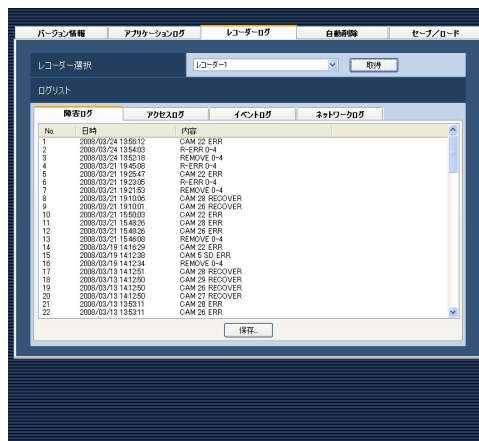 バージョン情報 アプリケーションログ レコーダーログ 自動削除 セーブ/ロード
レコーダー選択 レコーダー1 取得
ログリスト
障害ログ アクセスログ イベントログ ネットワークログ
No. 日時 内容
1 2008/03/24 13:56:12 CAM 22 ERR
2 2008/03/24 13:54:03 R-ERR 0-4
3 2008/03/24 13:52:18 REMOVE 0-4
4 2008/03/21 19:45:08 R-ERR 0-4
5 2008/03/21 19:25:47 CAM 22 ERR
6 2008/03/21 19:23:05 R-ERR 0-4
7 2008/03/21 19:21:53 REMOVE 0-4
8 2008/03/21 19:10:06 CAM 28 RECOVER
9 2008/03/21 19:10:01 CAM 26 RECOVER
10 2008/03/21 15:50:03 CAM 22 ERR
11 2008/03/21 15:48:26 CAM 28 ERR
12 2008/03/21 15:48:26 CAM 26 ERR
13 2008/03/21 15:46:08 REMOVE 0-4
14 2008/03/19 14:16:29 CAM 22 ERR
15 2008/03/19 14:12:38 CAM 5 SD ERR
16 2008/03/19 14:12:34 REMOVE 0-4
17 2008/03/13 14:12:51 CAM 28 RECOVER
18 2008/03/13 14:12:50 CAM 29 RECOVER
19 2008/03/13 14:12:50 CAM 26 RECOVER
20 2008/03/13 14:12:50 CAM 27 RECOVER
21 2008/03/13 13:53:11 CAM 28 ERR
22 2008/03/13 13:53:11 CAM 26 ERR
保存...